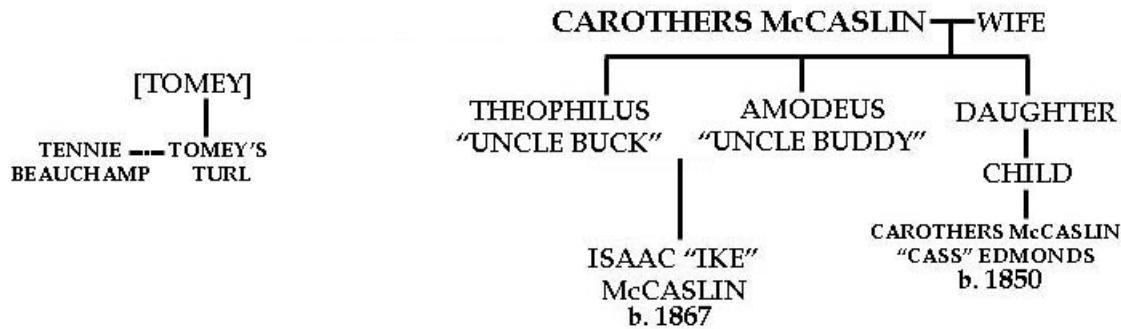 CAROTHERS McCASLIN WIFE
[TOMEY]
THEOPHILUS
"UNCLE BUCK"
AMODEUS
"UNCLE BUDDY"
DAUGHTER
TENNIE
BEAUCHAMP
TOMEY'S
TURL
CHILD
ISAAC "IKE"
McCASLIN
b. 1867
CAROTHERS McCASLIN
"CASS" EDMONDS
b. 1850